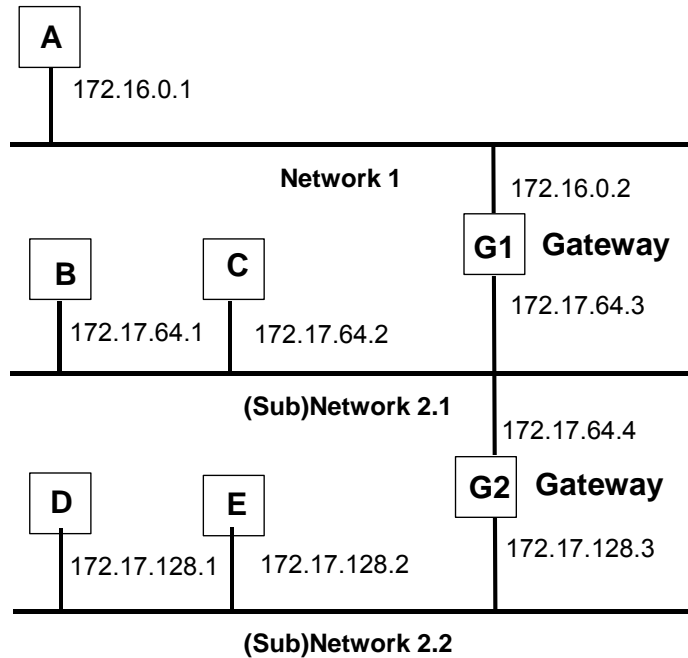 A
172.16.0.1
Network 1
172.16.0.2
G1 Gateway
B
C
172.17.64.3
172.17.64.1
172.17.64.2
(Sub)Network 2.1
172.17.64.4
G2 Gateway
D
E
172.17.128.3
172.17.128.1
172.17.128.2
(Sub)Network 2.2